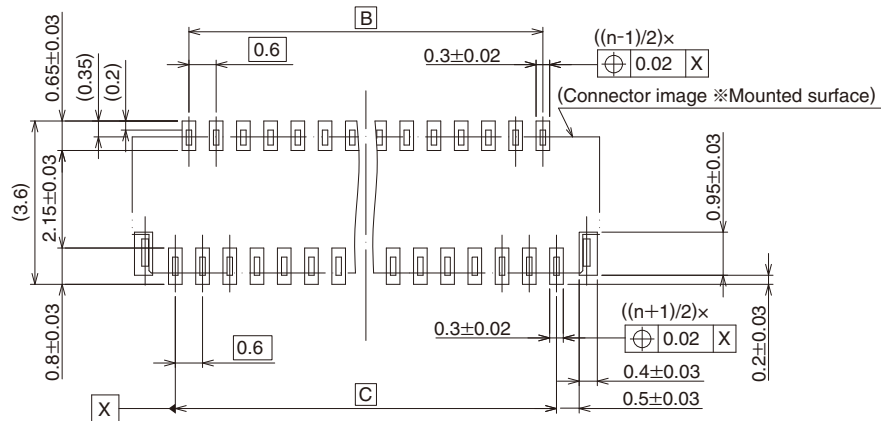 B
((n-1)/2)×
0.6
0.3±0.02
⌖ 0.02 X
0.65±0.03
(0.35)
(0.2)
(Connector image ※Mounted surface)
(3.6)
2.15±0.03
0.95±0.03
0.8±0.03
0.6
0.3±0.02
((n+1)/2)×
⌖ 0.02 X
0.2±0.03
0.4±0.03
X
C
0.5±0.03